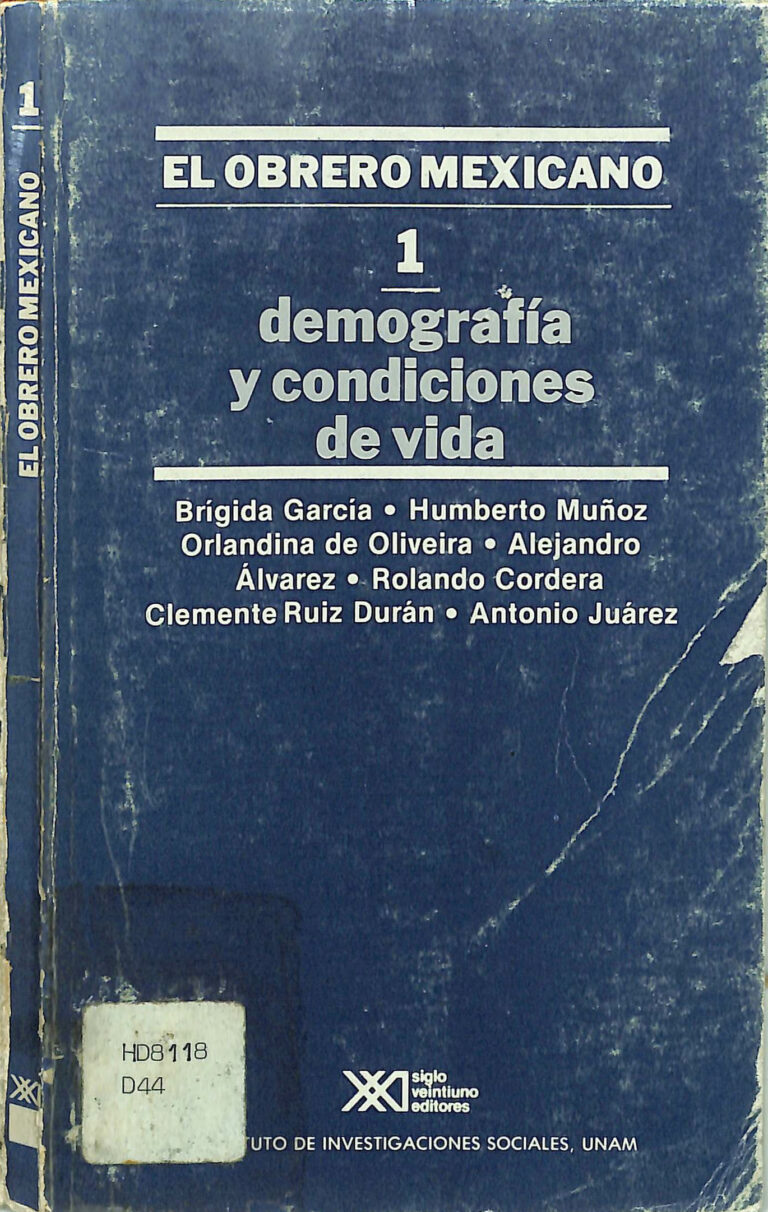 1
EL OBRERO MEXICANO
EL OBRERO MEXICANO
1
demografía
y condiciones
de vida
Brígida García • Humberto Muñoz
Orlandina de Oliveira • Alejandro
Álvarez • Rolando Cordera
Clemente Ruiz Durán • Antonio Juárez
HD8118
D44
siglo
veintiuno
editores
TUTO DE INVESTIGACIONES SOCIALES, UNAM